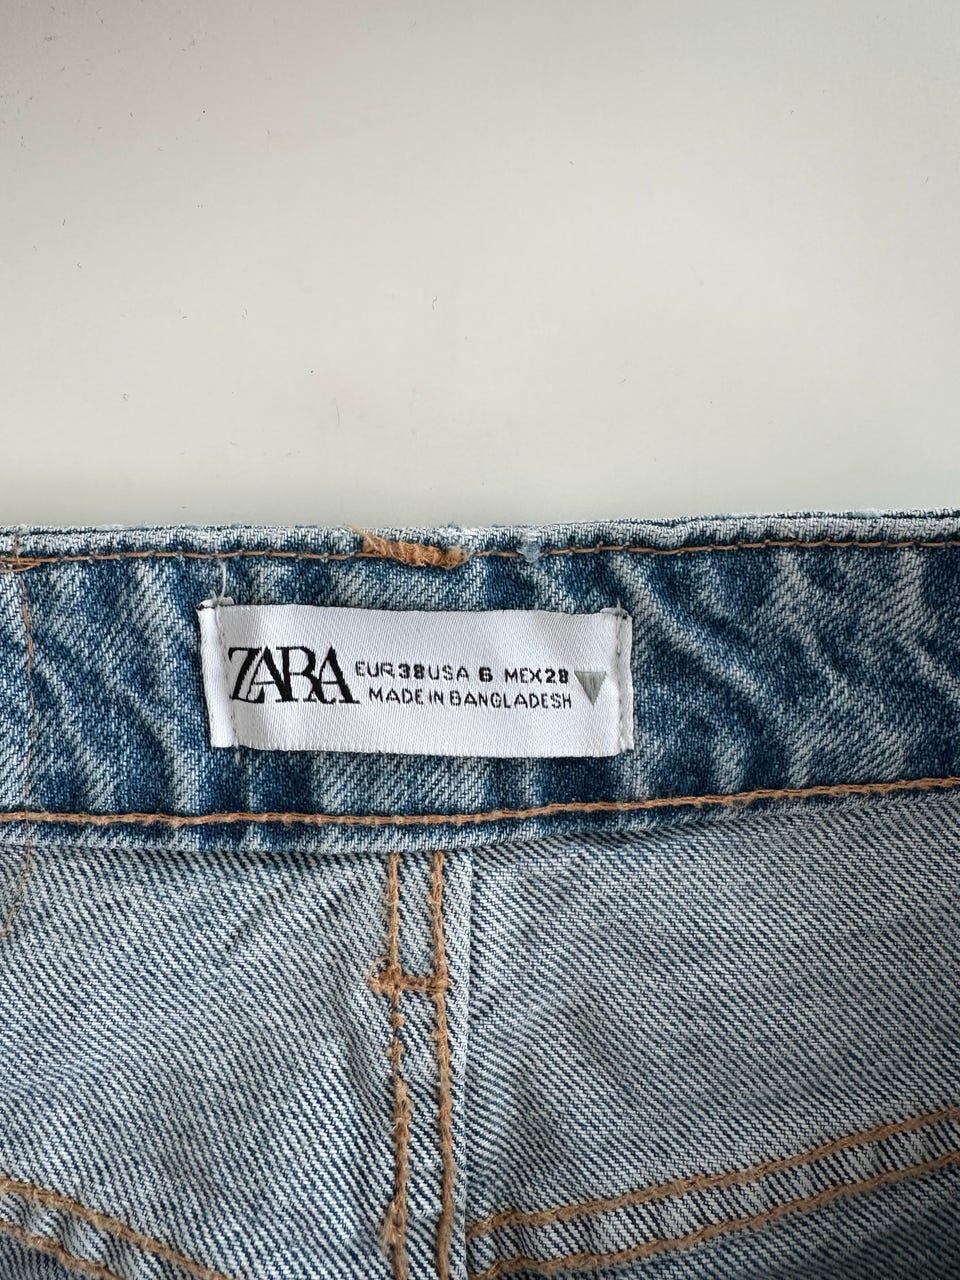 ZARA
EUR 38 USA 6 MEX 28
MADE IN BANGLADESH